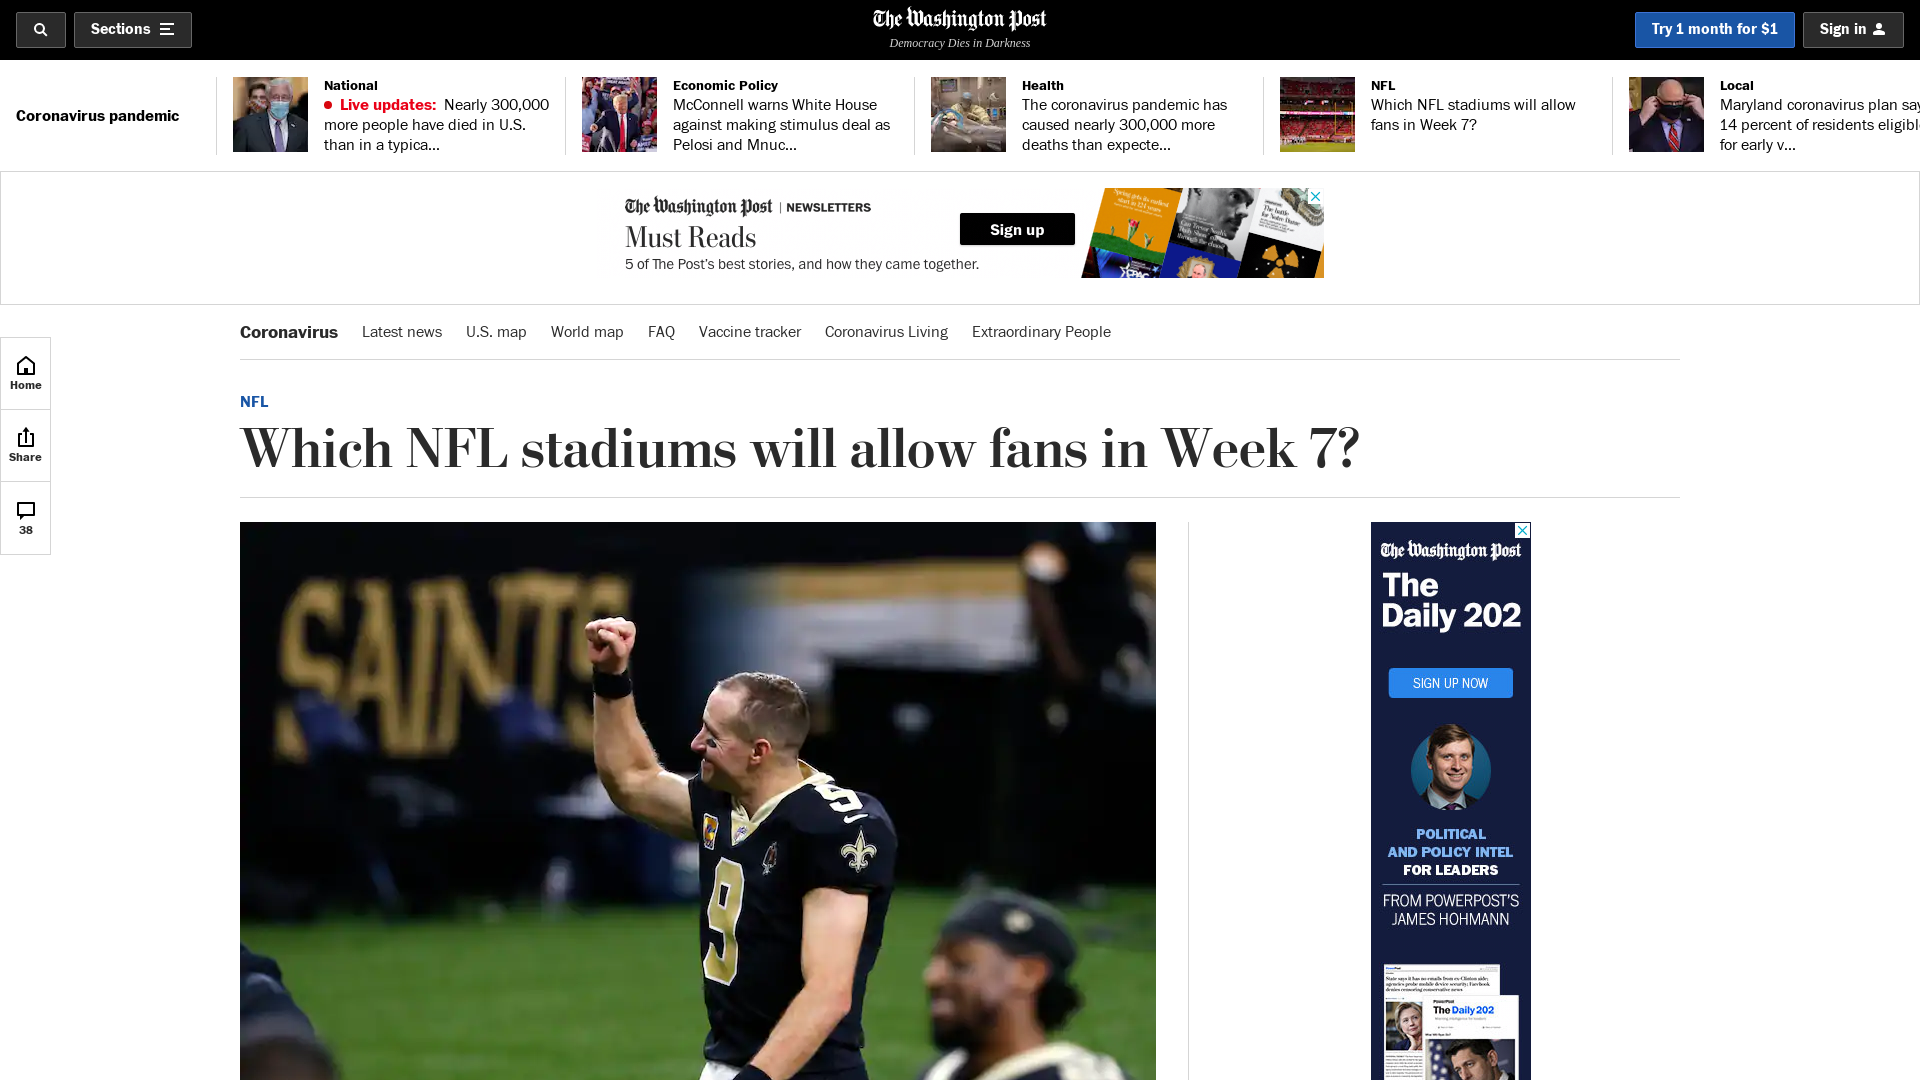 Sections
The Washington Post
Democracy Dies in Darkness
Try 1 month for $1
Sign in
Coronavirus pandemic
National
Live updates: Nearly 300,000
more people have died in U.S.
than in a typica...
Economic Policy
McConnell warns White House
against making stimulus deal as
Pelosi and Mnuc...
Health
The coronavirus pandemic has
caused nearly 300,000 more
deaths than expecte...
NFL
Which NFL stadiums will allow
fans in Week 7?
Local
Maryland coronavirus plan say
14 percent of residents eligibl
for early v...
The Washington Post | NEWSLETTERS
Must Reads
5 of The Post's best stories, and how they came together.
Sign up
Coronavirus
Latest news
U.S. map
World map
FAQ
Vaccine tracker
Coronavirus Living
Extraordinary People
Home
Share
38
NFL
Which NFL stadiums will allow fans in Week 7?
SAINTS
9
9
The Washington Post
The
Daily 202
SIGN UP NOW
POLITICAL
AND POLICY INTEL
FOR LEADERS
FROM POWERPOST'S
JAMES HOHMANN
PowerPost
The Daily 202